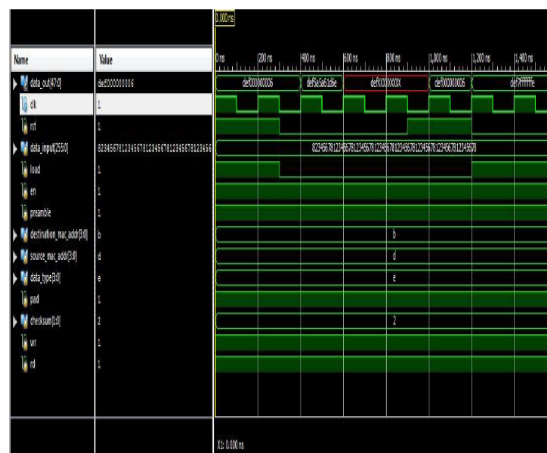 0.000 ns
Name Value 0 ns 200 ns 400 ns 600 ns 800 ns 1,000 ns 1,200 ns 1,400 ns
data_out[47:0] def000000006 def000000006 def000000006
clk 1
rst 1
data_input[255:0]
load 1
en 1
preamble 1
destination_mac_addr[3:0] b b
source_mac_addr[3:0] d d
data_type[3:0] e e
pad 1
checksum[1:0] 2 2
wr 1
rd 1
X1: 0.000 ns